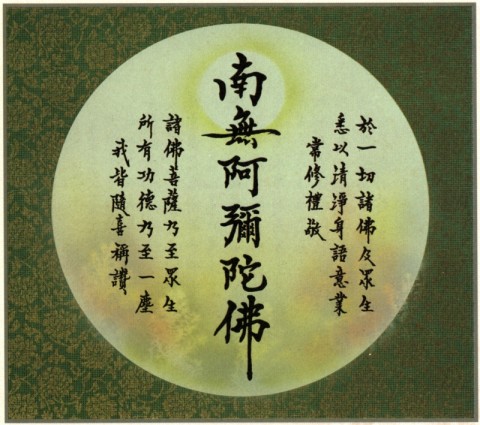 於一切諸佛及眾生
悉以清淨身語意業
常修禮敬
南無阿彌陀佛
諸佛菩薩乃至眾生
所有功德乃至一塵
我皆隨喜稱讚